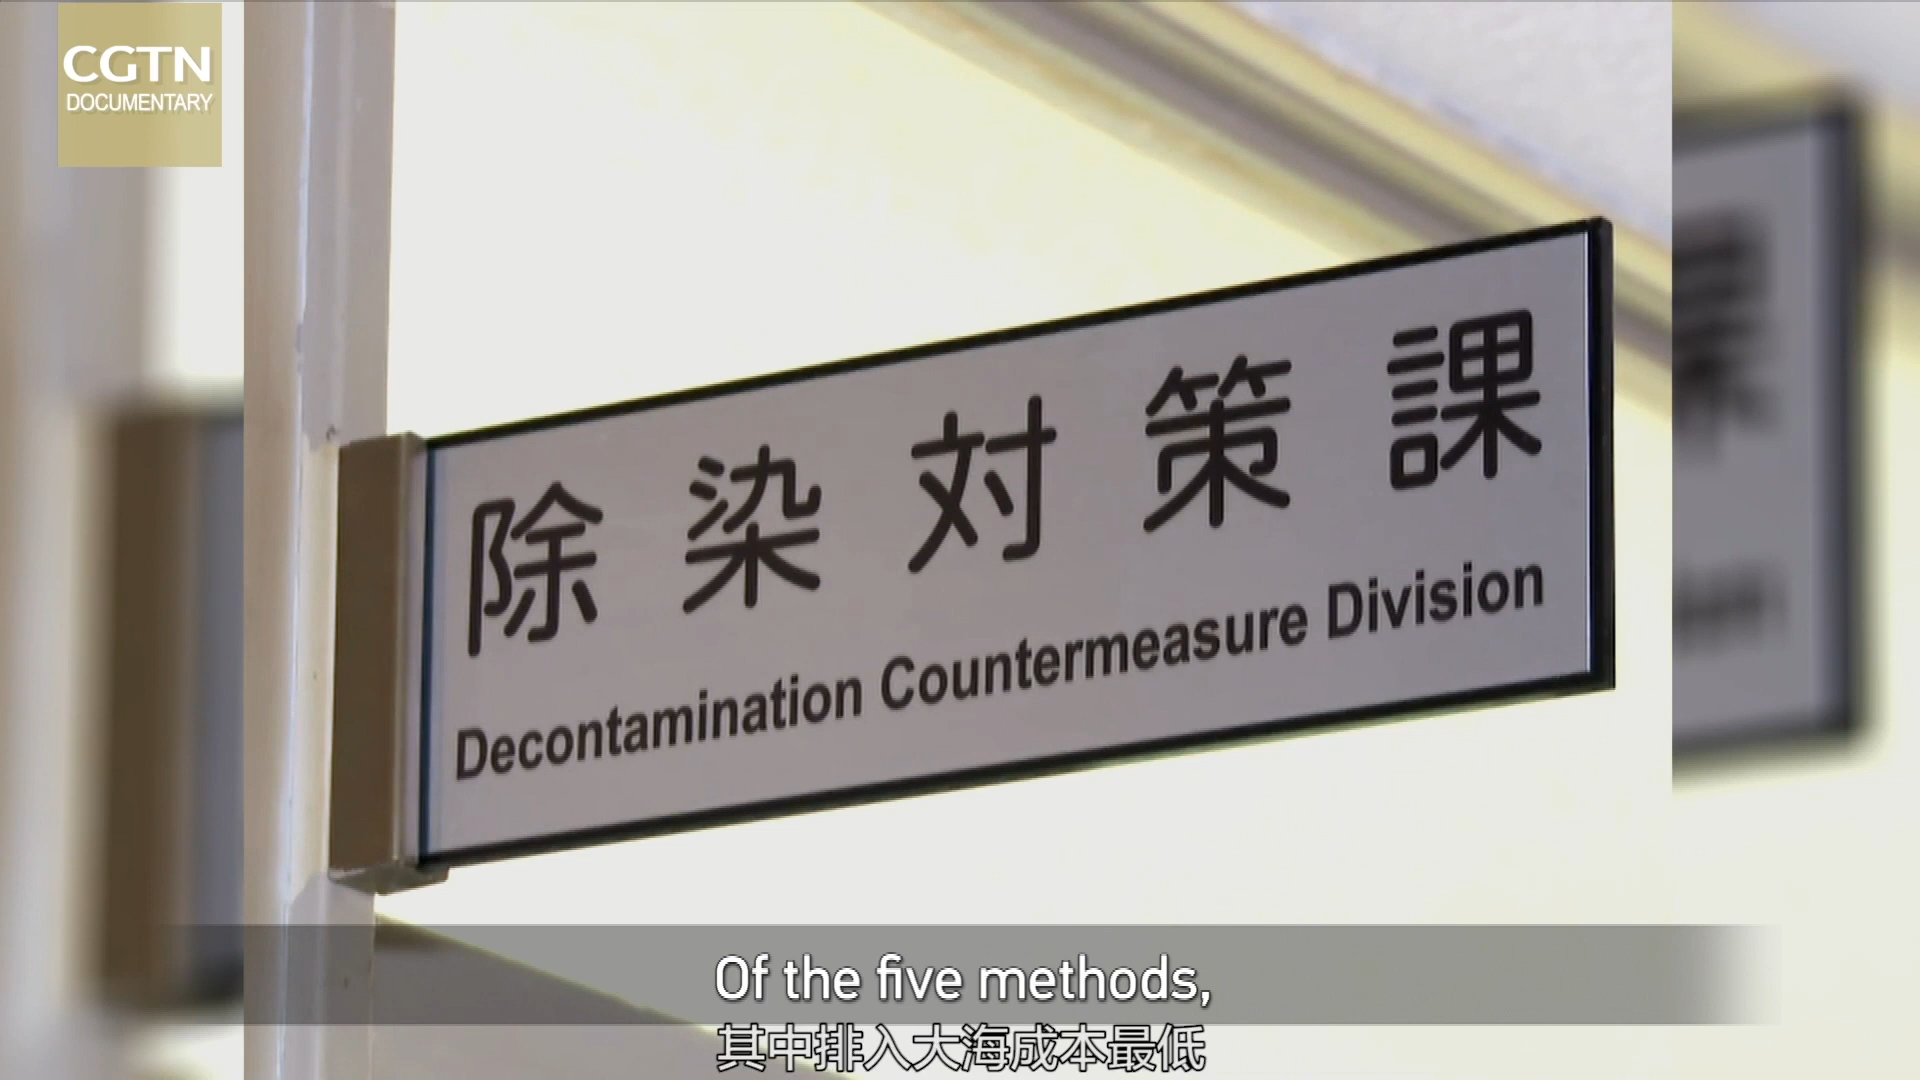 CGTN
DOCUMENTARY
除染対策課
Decontamination Countermeasure Division
Of the five methods,
其中排入大海成本最低